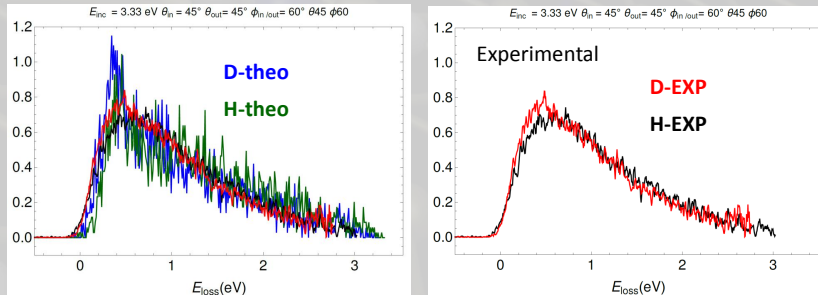 E_inc = 3.33 eV θ_in = 45° θ_out= 45° ϕ_in /out= 60° θ45 ϕ60
1.2
1.0
0.8
0.6
0.4
0.2
0.0
D-theo
H-theo
0 1 2 3
E_loss(eV)
E_inc = 3.33 eV θ_in = 45° θ_out= 45° ϕ_in /out= 60° θ45 ϕ60
1.2
1.0
0.8
0.6
0.4
0.2
0.0
Experimental
D-EXP
H-EXP
0 1 2 3
E_loss(eV)